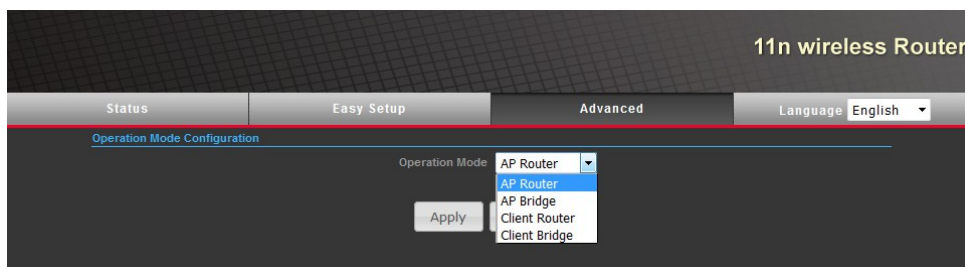 11n wireless Router
Status Easy Setup Advanced Language English
Operation Mode Configuration
Operation Mode AP Router
AP Router
AP Bridge
Client Router
Client Bridge
Apply